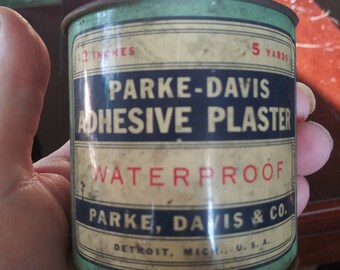 2 INCHES 5 YARDS
PARKE-DAVIS
ADHESIVE PLASTER
WATERPROOF
PARKE, DAVIS & CO.
DETROIT, MICH., U. S. A.